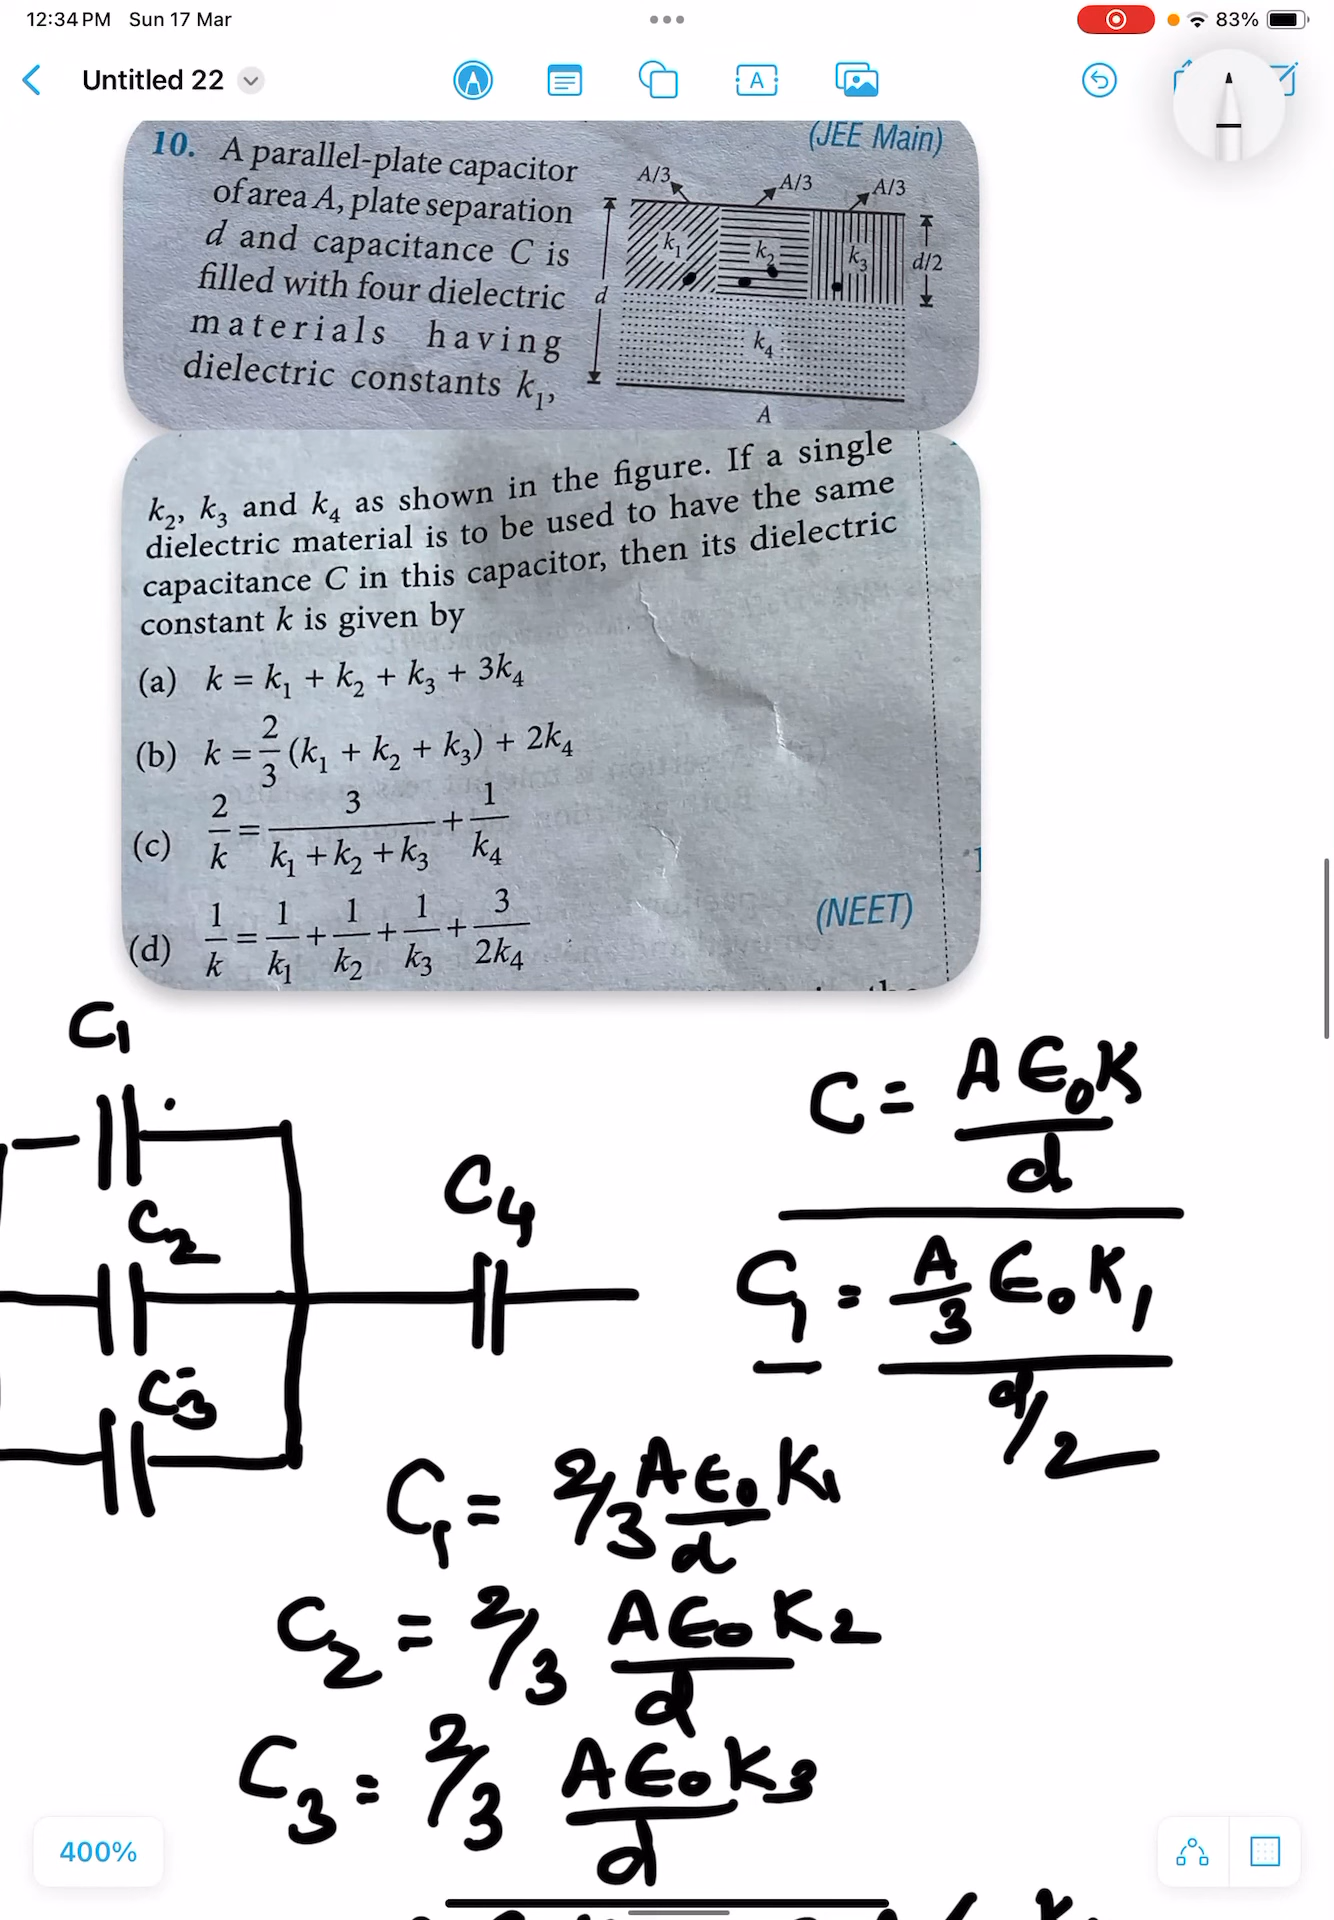 12:34 PM Sun 17 Mar
83%
Untitled 22
A
(JEE Main)
10. A parallel-plate capacitor
of area A, plate separation
d and capacitance C is
filled with four dielectric
materials having
dielectric constants k₁,
A/3 A/3 A/3
k₁ k₂ k₃ d/2
d
k₄
A
k₂, k₃ and k₄ as shown in the figure. If a single
dielectric material is to be used to have the same
capacitance C in this capacitor, then its dielectric
constant k is given by
(a) k = k₁ + k₂ + k₃ + 3k₄
(b) k = 2/3 (k₁ + k₂ + k₃) + 2k₄
(c) 2/k = 3/(k₁ + k₂ + k₃) + 1/k₄
(d) 1/k = 1/k₁ + 1/k₂ + 1/k₃ + 3/2k₄
(NEET)
C₁
C₂
C₃
C₄
C = Aϵ₀K/d
C₁ = A/3 ϵ₀K₁ / d/2
C₁ = 2/3 Aϵ₀K₁/d
C₂ = 2/3 Aϵ₀K₂/d
C₃ = 2/3 Aϵ₀K₃/d
400%